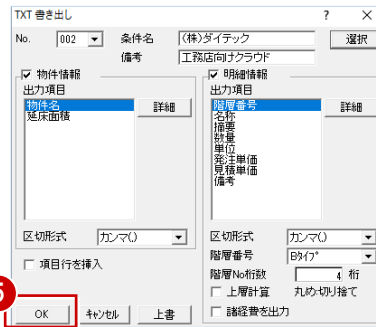 TXT 書き出し ? ×
No. 002 条件名 (株)ダイテック 選択
備考 工務店向けクラウド
物件情報
出力項目
物件名
延床面積
詳細
区切形式 カンマ(,)
項目行を挿入
明細情報
出力項目
階層番号
名称
摘要
数量
単位
発注単価
見積単価
備考
詳細
区切形式 カンマ(,)
階層番号 Bタイプ
階層No桁数 4 桁
上層計算 丸め:切り捨て
諸経費を出力
5
OK キャンセル 上書